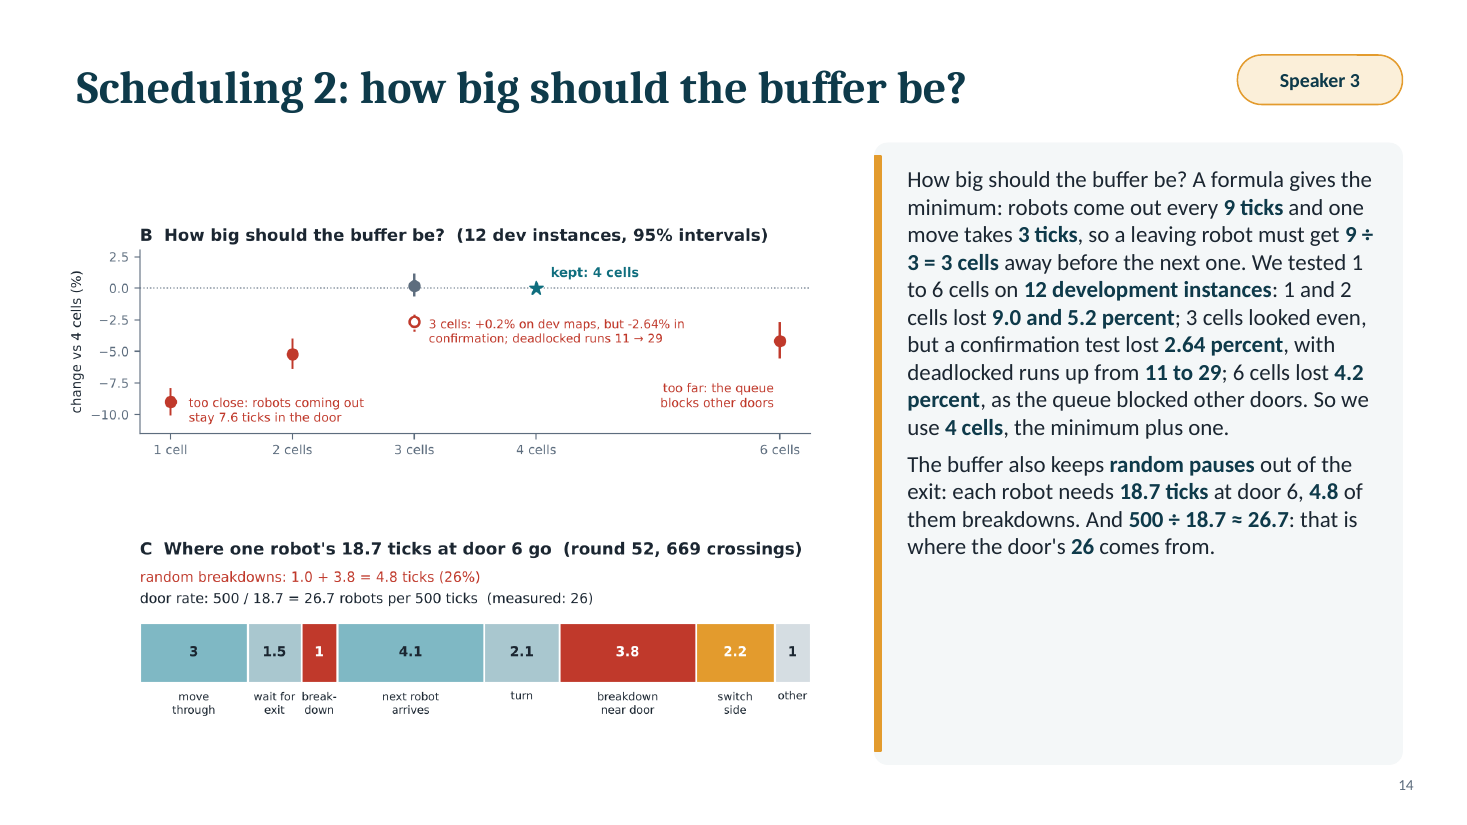 Scheduling 2: how big should the buffer be?
Speaker 3
B How big should the buffer be? (12 dev instances, 95% intervals)
change vs 4 cells (%)
2.5
0.0
−2.5
−5.0
−7.5
−10.0
kept: 4 cells
3 cells: +0.2% on dev maps, but -2.64% in
confirmation; deadlocked runs 11 → 29
too close: robots coming out
stay 7.6 ticks in the door
too far: the queue
blocks other doors
1 cell
2 cells
3 cells
4 cells
6 cells
C Where one robot's 18.7 ticks at door 6 go (round 52, 669 crossings)
random breakdowns: 1.0 + 3.8 = 4.8 ticks (26%)
door rate: 500 / 18.7 = 26.7 robots per 500 ticks (measured: 26)
3
1.5
1
4.1
2.1
3.8
2.2
1
move
through
wait for
exit
break-
down
next robot
arrives
turn
breakdown
near door
switch
side
other
How big should the buffer be? A formula gives the
minimum: robots come out every 9 ticks and one
move takes 3 ticks, so a leaving robot must get 9 ÷
3 = 3 cells away before the next one. We tested 1
to 6 cells on 12 development instances: 1 and 2
cells lost 9.0 and 5.2 percent; 3 cells looked even,
but a confirmation test lost 2.64 percent, with
deadlocked runs up from 11 to 29; 6 cells lost 4.2
percent, as the queue blocked other doors. So we
use 4 cells, the minimum plus one.
The buffer also keeps random pauses out of the
exit: each robot needs 18.7 ticks at door 6, 4.8 of
them breakdowns. And 500 ÷ 18.7 ≈ 26.7: that is
where the door's 26 comes from.
14